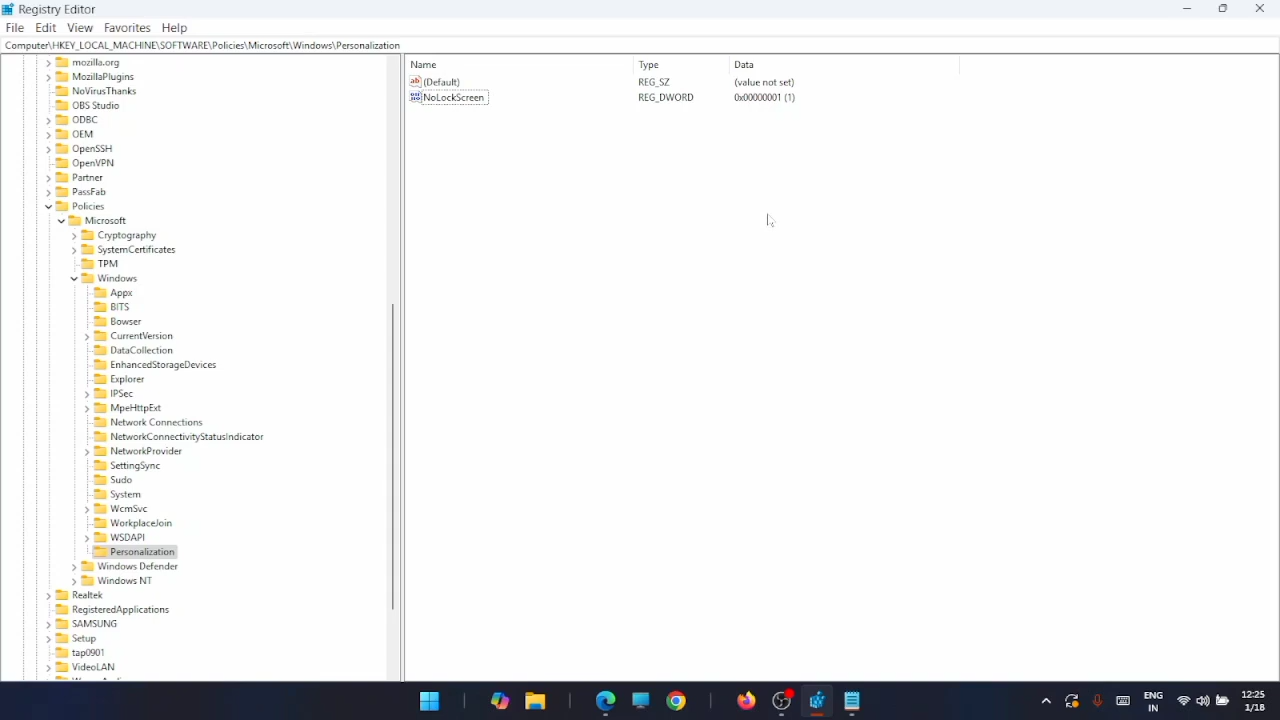 Registry Editor
File Edit View Favorites Help
Computer\HKEY_LOCAL_MACHINE\SOFTWARE\Policies\Microsoft\Windows\Personalization
mozilla.org
MozillaPlugins
NoVirusThanks
OBS Studio
ODBC
OEM
OpenSSH
OpenVPN
Partner
PassFab
Policies
Microsoft
Cryptography
SystemCertificates
TPM
Windows
Appx
BITS
Bowser
CurrentVersion
DataCollection
EnhancedStorageDevices
Explorer
IPSec
MpeHttpExt
Network Connections
NetworkConnectivityStatusIndicator
NetworkProvider
SettingSync
Sudo
System
WcmSvc
WorkplaceJoin
WSDAPI
Personalization
Windows Defender
Windows NT
Realtek
RegisteredApplications
SAMSUNG
Setup
tap0901
VideoLAN
Name Type Data
(Default) REG_SZ (value not set)
NoLockScreen REG_DWORD 0x00000001 (1)
ENG
IN
12:25
1/18